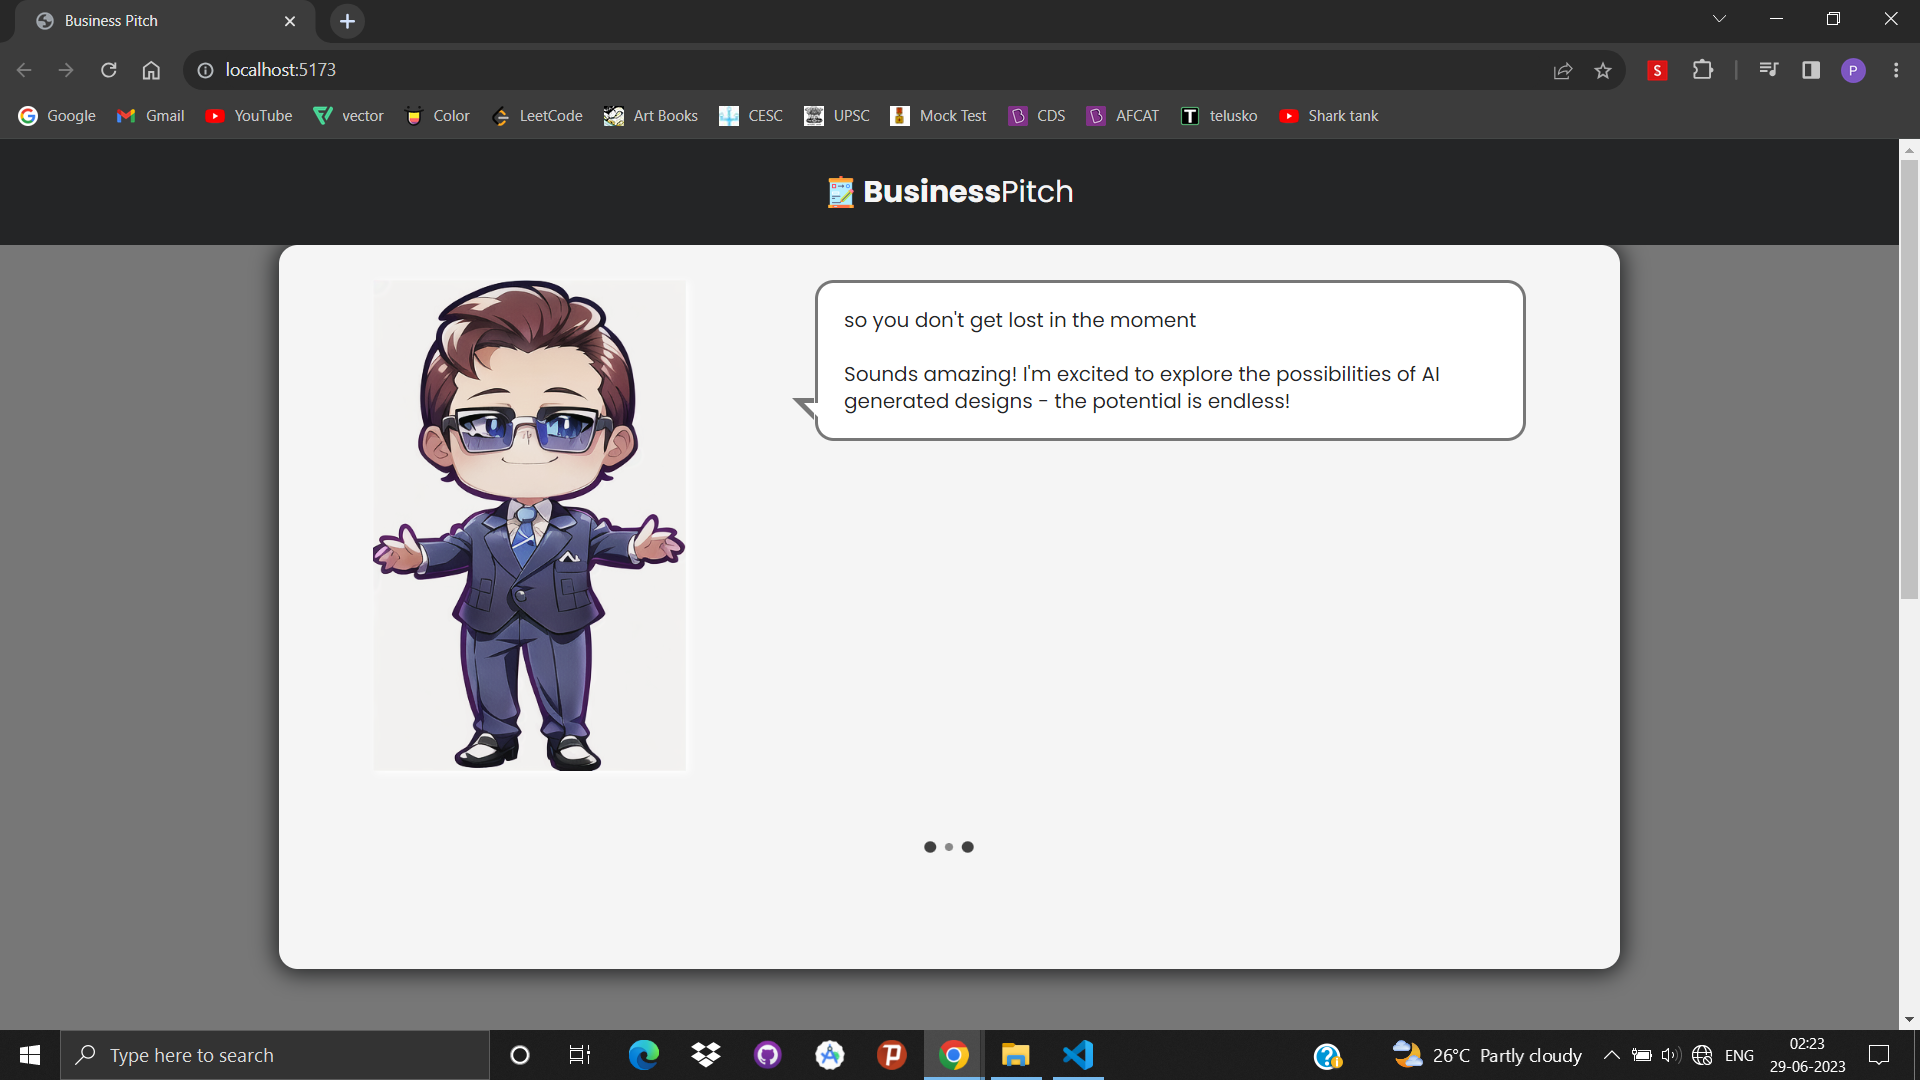 Business Pitch
localhost:5173
S
P
Google Gmail YouTube vector Color LeetCode Art Books CESC UPSC Mock Test CDS AFCAT telusko Shark tank
BusinessPitch
so you don't get lost in the moment
Sounds amazing! I'm excited to explore the possibilities of AI
generated designs - the potential is endless!
Type here to search
26°C Partly cloudy
ENG
02:23
29-06-2023